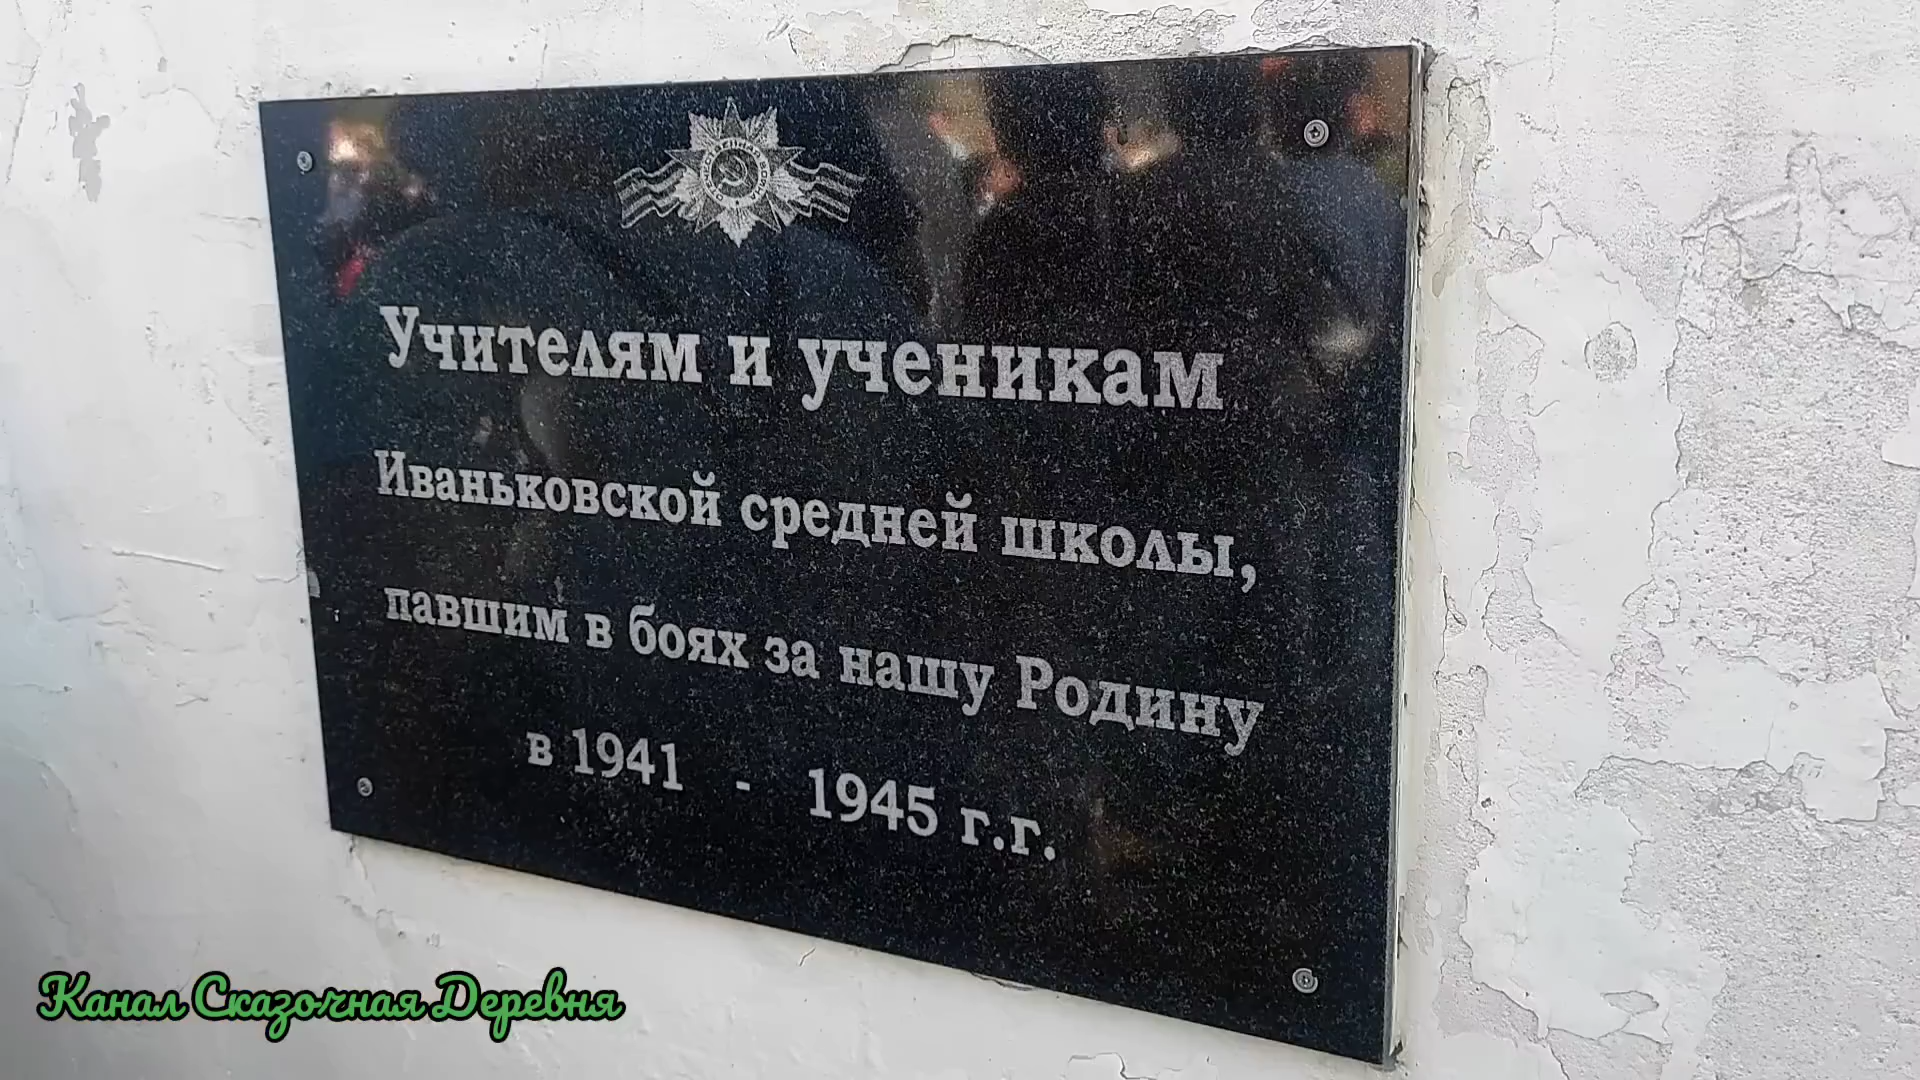 Учителям и ученикам
Иваньковской средней школы,
павшим в боях за нашу Родину
в 1941 - 1945 г.г.
Канал Сказочная Деревня